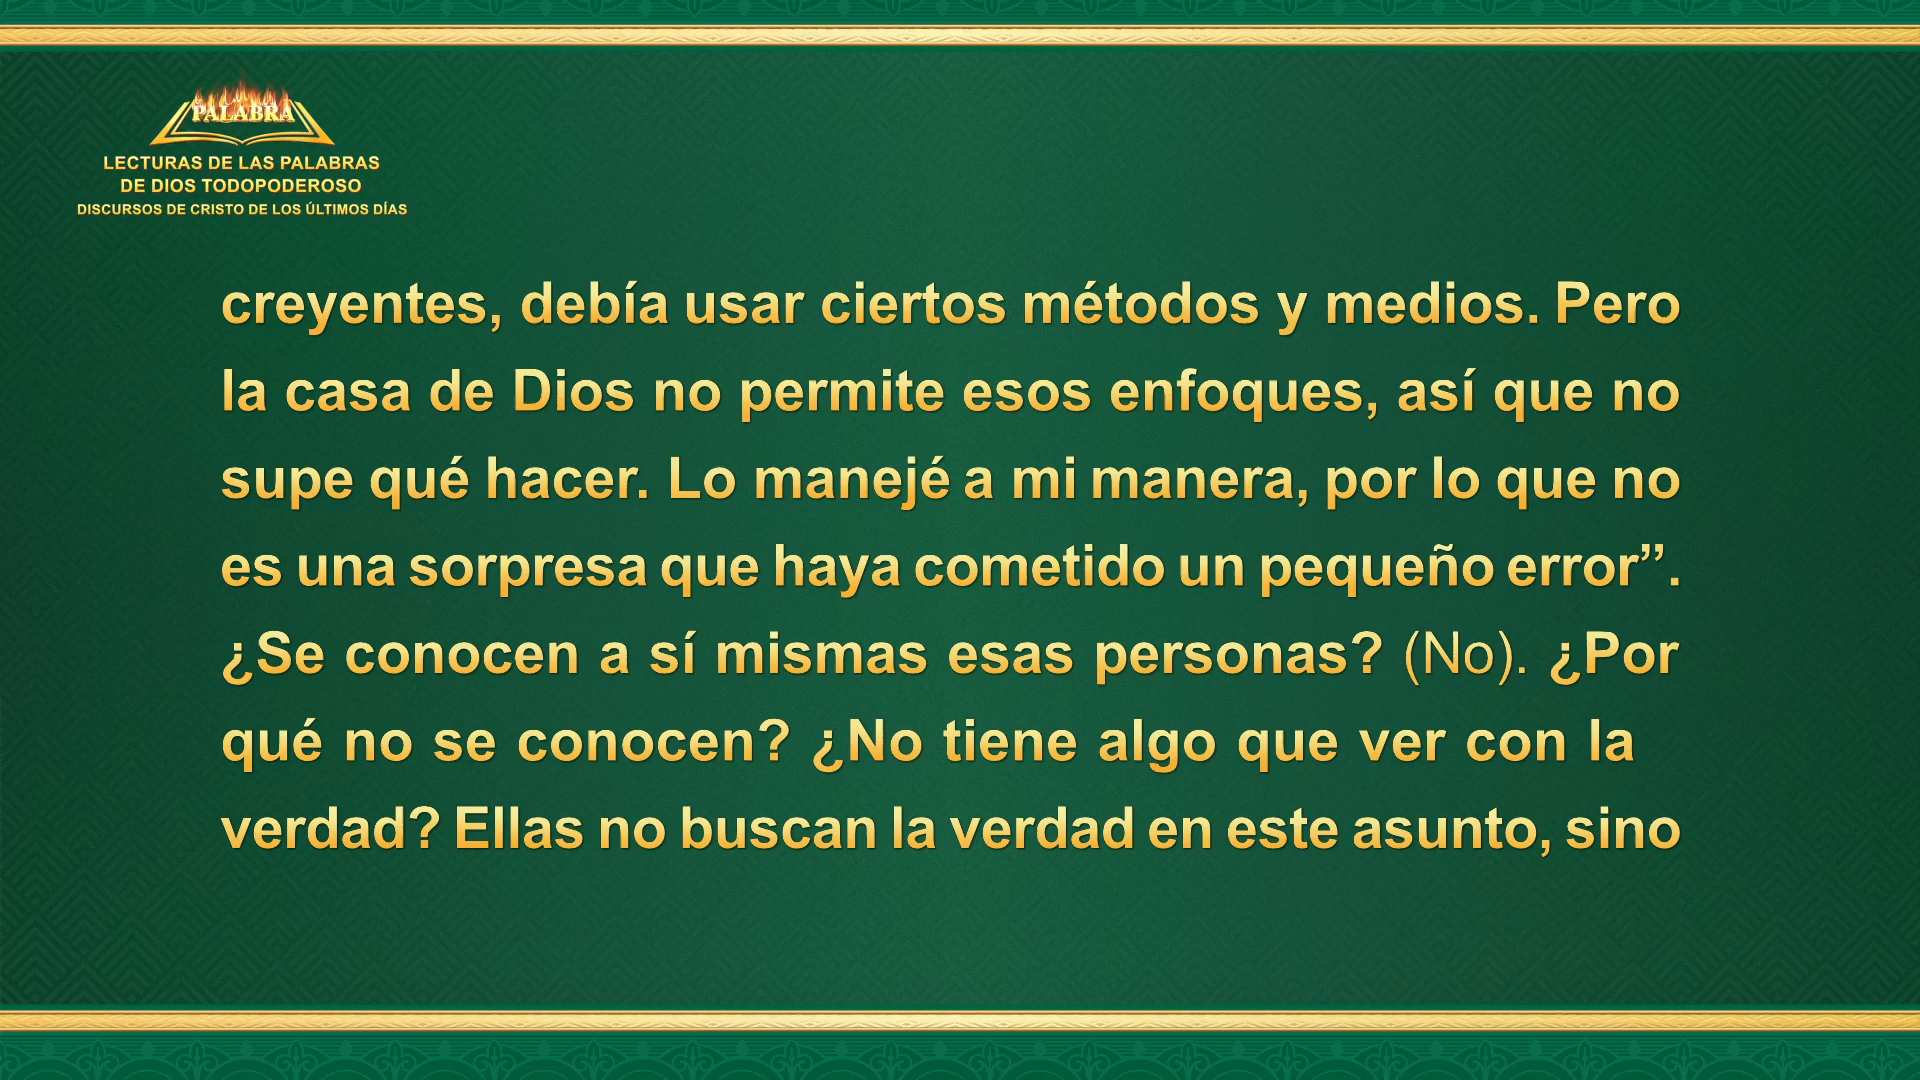 PALABRA
LECTURAS DE LAS PALABRAS
DE DIOS TODOPODEROSO
DISCURSOS DE CRISTO DE LOS ÚLTIMOS DÍAS
creyentes, debía usar ciertos métodos y medios. Pero
la casa de Dios no permite esos enfoques, así que no
supe qué hacer. Lo manejé a mi manera, por lo que no
es una sorpresa que haya cometido un pequeño error”.
¿Se conocen a sí mismas esas personas? (No). ¿Por
qué no se conocen? ¿No tiene algo que ver con la
verdad? Ellas no buscan la verdad en este asunto, sino